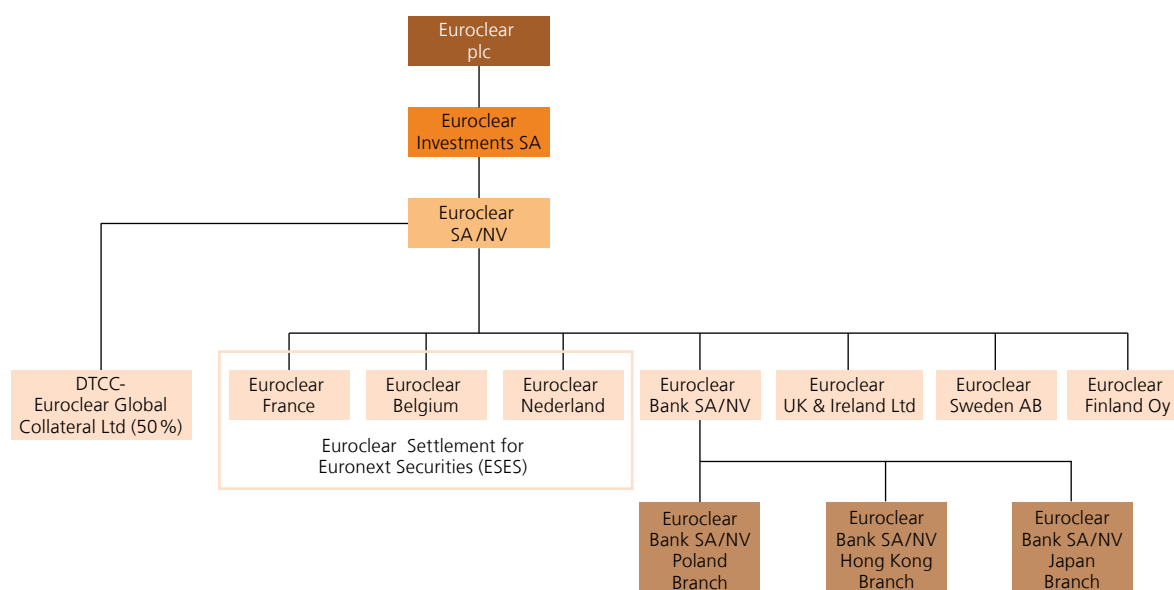 Euroclear
plc
Euroclear
Investments SA
Euroclear
SA/NV
DTCC-
Euroclear Global
Collateral Ltd (50%)
Euroclear
France
Euroclear
Belgium
Euroclear
Nederland
Euroclear Settlement for
Euronext Securities (ESES)
Euroclear
Bank SA/NV
Euroclear
UK & Ireland Ltd
Euroclear
Sweden AB
Euroclear
Finland Oy
Euroclear
Bank SA/NV
Poland
Branch
Euroclear
Bank SA/NV
Hong Kong
Branch
Euroclear
Bank SA/NV
Japan
Branch